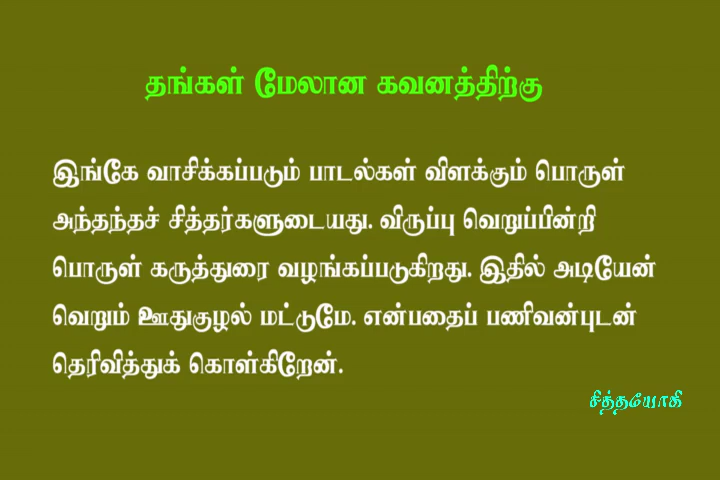 தங்கள் மேலான கவனத்திற்கு
இங்கே வாசிக்கப்படும் பாடல்கள் விளக்கும் பொருள்
அந்தந்தச் சித்தர்களுடையது. விருப்பு வெறுப்பின்றி
பொருள் கருத்துரை வழங்கப்படுகிறது. இதில் அடியேன்
வெறும் ஊதுகுழல் மட்டுமே. என்பதைப் பணிவன்புடன்
தெரிவித்துக் கொள்கிறேன்.
சித்தயோகி